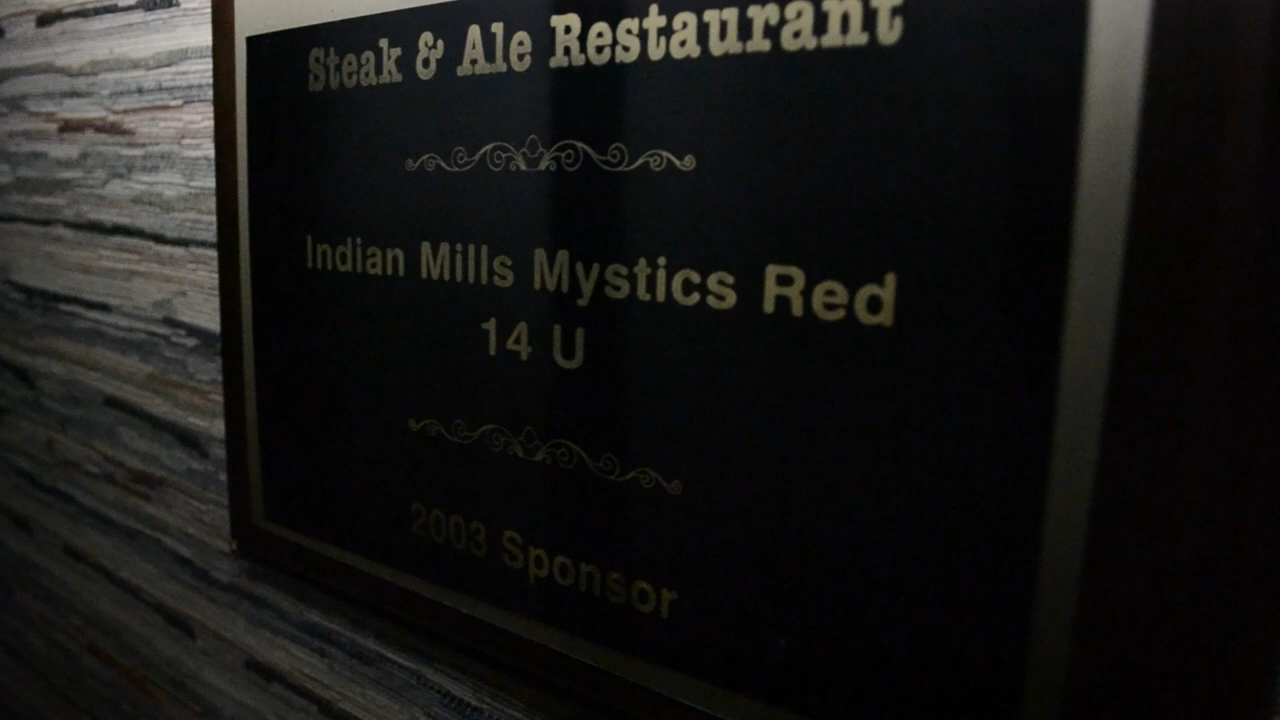 Steak & Ale Restaurant
Indian Mills Mystics Red
14 U
2003 Sponsor